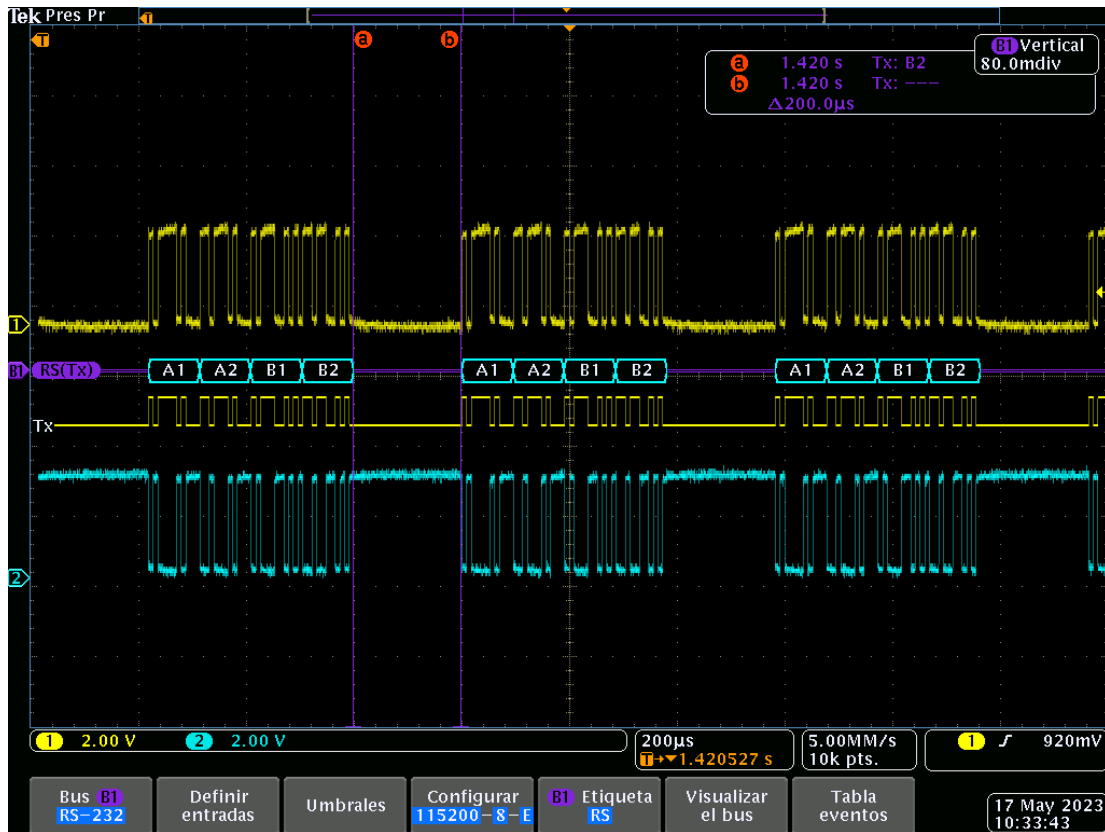 Tek Pres Pr
T
T
a
b
B1 Vertical
80.0mdiv
a 1.420 s Tx: B2
b 1.420 s Tx: ---
Δ200.0µs
1
B1 RS(Tx) A1 A2 B1 B2 A1 A2 B1 B2 A1 A2 B1 B2
Tx
2
1 2.00 V 2 2.00 V
200µs
T→▼1.420527 s
5.00MM/s
10k pts.
1 ∫ 920mV
Bus B1
RS-232
Definir
entradas
Umbrales
Configurar
115200-8-E
B1 Etiqueta
RS
Visualizar
el bus
Tabla
eventos
17 May 2023
10:33:43